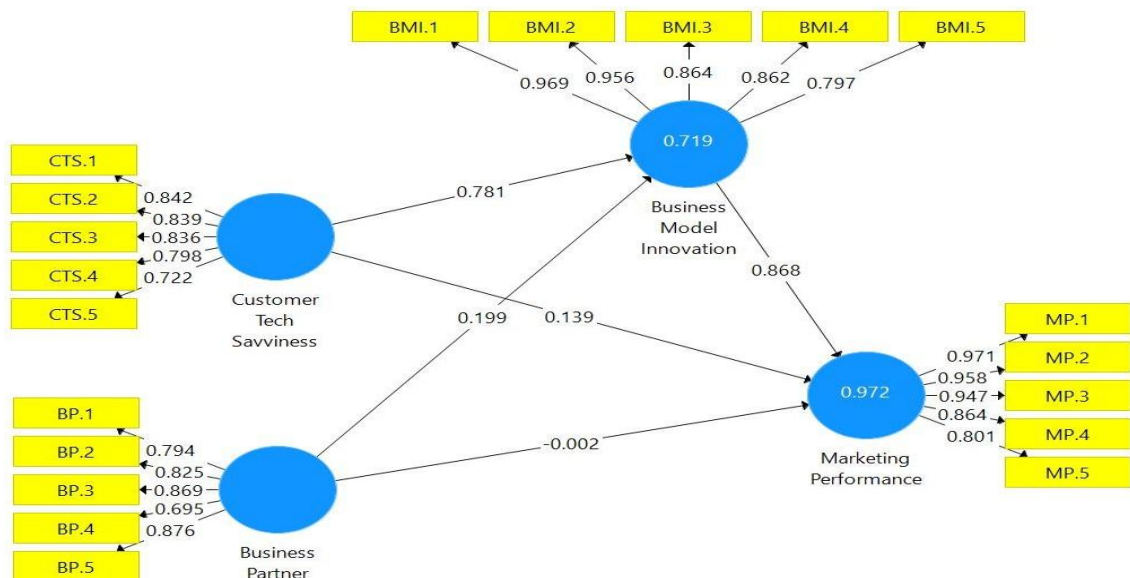 BMI.1
BMI.2
BMI.3
BMI.4
BMI.5
0.969
0.956
0.864
0.862
0.797
0.719
Business
Model
Innovation
CTS.1
CTS.2
CTS.3
CTS.4
CTS.5
0.842
0.839
0.836
0.798
0.722
Customer
Tech
Savviness
0.781
0.199
0.139
0.868
-0.002
BP.1
BP.2
BP.3
BP.4
BP.5
0.794
0.825
0.869
0.695
0.876
Business
Partner
0.972
Marketing
Performance
0.971
0.958
0.947
0.864
0.801
MP.1
MP.2
MP.3
MP.4
MP.5